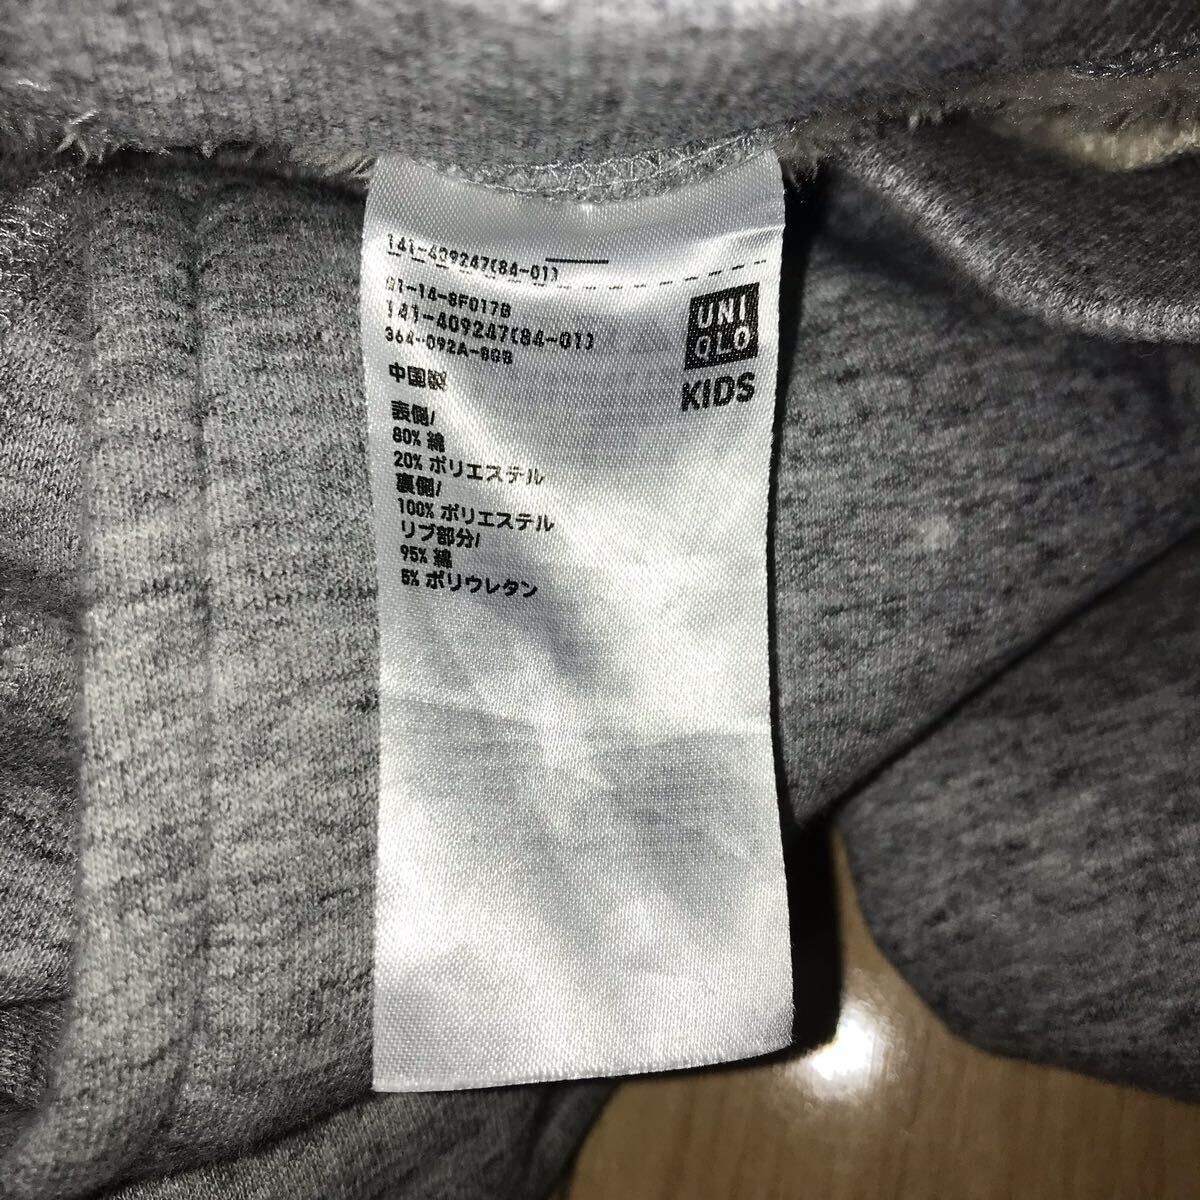 141-409247(84-01)
01-14-SF017B
141-409247(84-01)
364-092A-8GB
UNI
QLO
KIDS
中国製
表側/
80% 綿
20% ポリエステル
裏側/
100% ポリエステル
リブ部分/
95% 綿
5% ポリウレタン